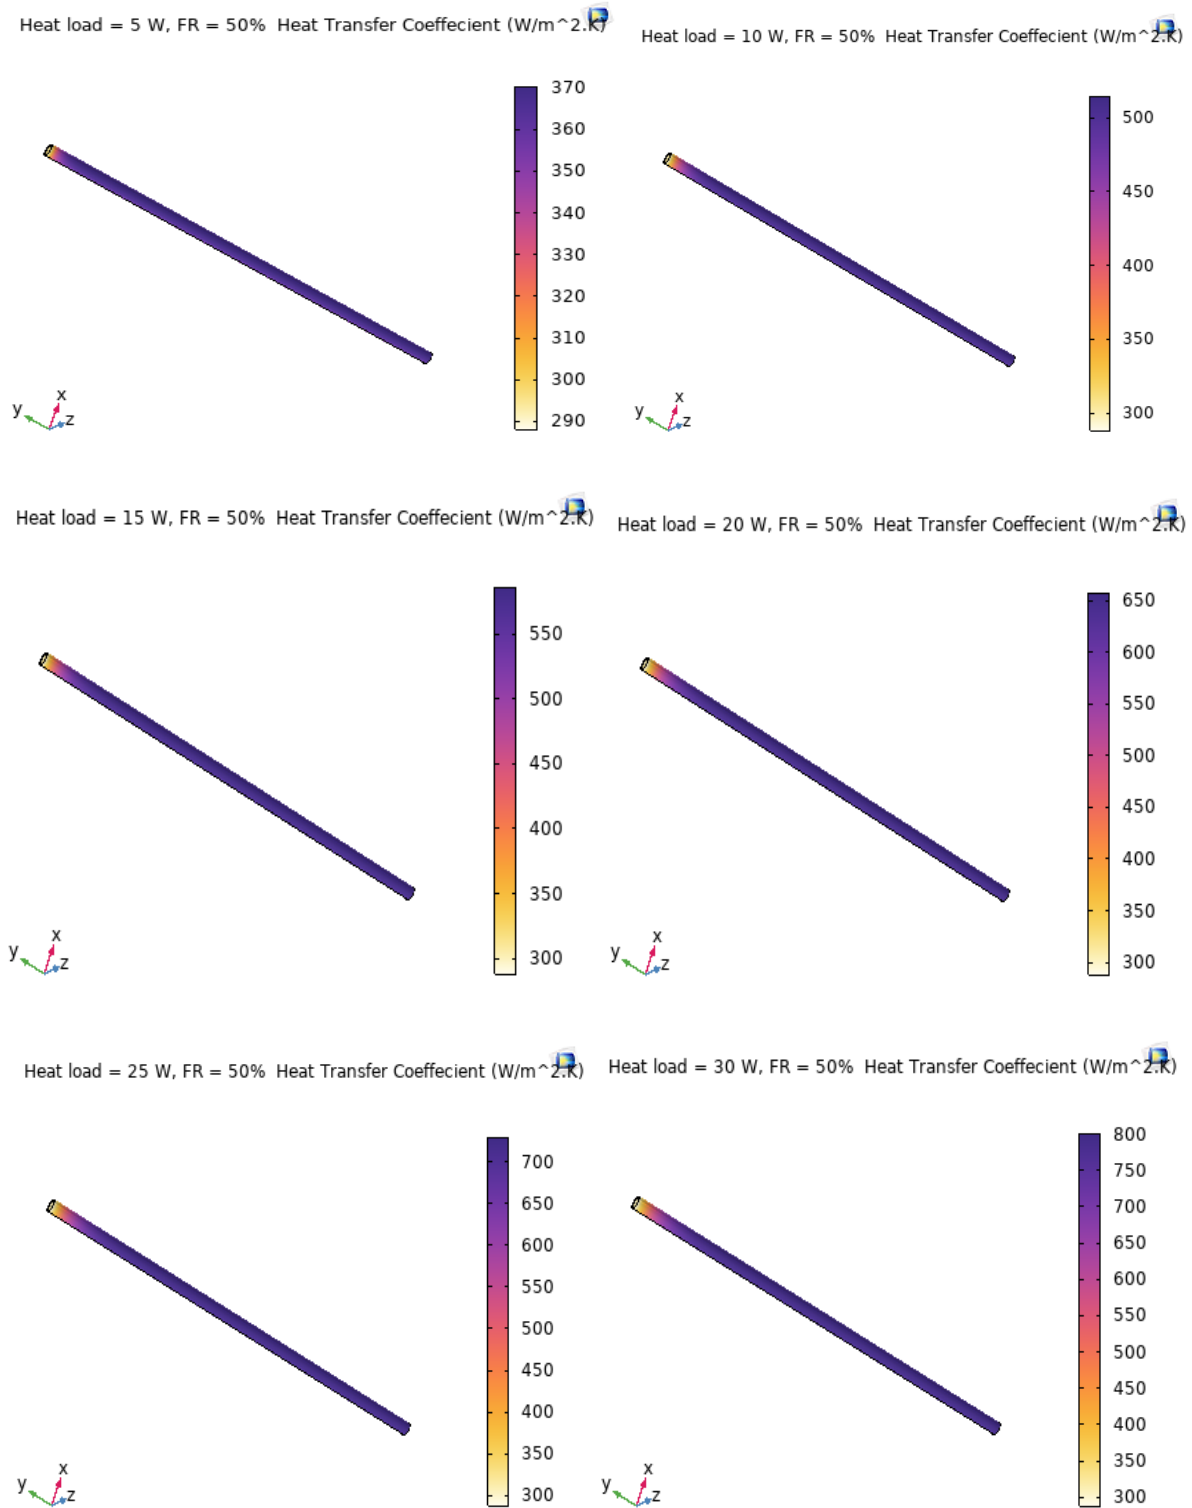 Heat load = 5 W, FR = 50%  Heat Transfer Coeffecient (W/m^2.K)
370
360
350
340
330
320
310
300
290
x
y
z
Heat load = 10 W, FR = 50%  Heat Transfer Coeffecient (W/m^2.K)
500
450
400
350
300
x
y
z
Heat load = 15 W, FR = 50%  Heat Transfer Coeffecient (W/m^2.K)
550
500
450
400
350
300
x
y
z
Heat load = 20 W, FR = 50%  Heat Transfer Coeffecient (W/m^2.K)
650
600
550
500
450
400
350
300
x
y
z
Heat load = 25 W, FR = 50%  Heat Transfer Coeffecient (W/m^2.K)
700
650
600
550
500
450
400
350
300
x
y
z
Heat load = 30 W, FR = 50%  Heat Transfer Coeffecient (W/m^2.K)
800
750
700
650
600
550
500
450
400
350
300
x
y
z